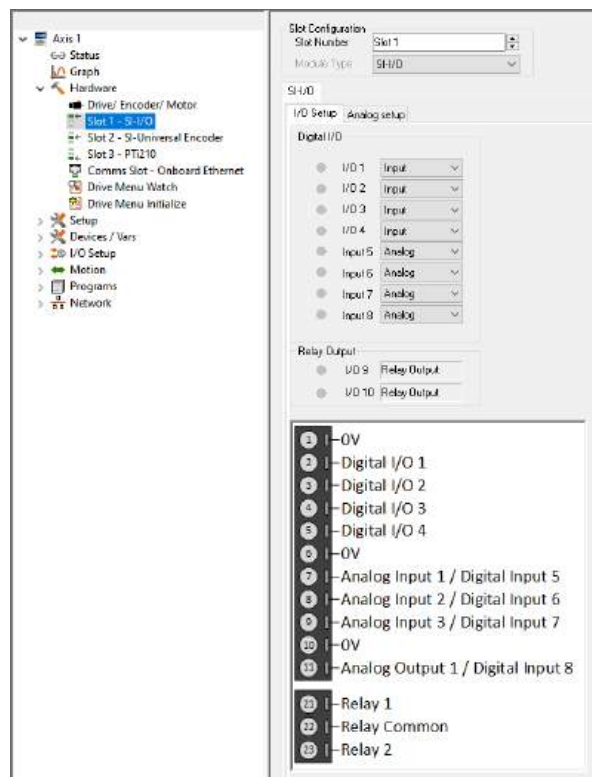 Axis 1
Status
Graph
Hardware
Drive/ Encoder/ Motor
Slot 1 - SI-I/O
Slot 2 - SI-Universal Encoder
Slot 3 - PTi210
Comms Slot - Onboard Ethernet
Drive Menu Watch
Drive Menu Initialize
Setup
Devices / Vars
I/O Setup
Motion
Programs
Network
Slot Configuration
Slot Number Slot 1
Module Type SI-I/O
SI-I/O
I/O Setup Analog setup
Digital I/O
I/O 1 Input
I/O 2 Input
I/O 3 Input
I/O 4 Input
Input 5 Analog
Input 6 Analog
Input 7 Analog
Input 8 Analog
Relay Output
I/O 9 Relay Output
I/O 10 Relay Output
1 0V
2 Digital I/O 1
3 Digital I/O 2
4 Digital I/O 3
5 Digital I/O 4
6 0V
7 Analog Input 1 / Digital Input 5
8 Analog Input 2 / Digital Input 6
9 Analog Input 3 / Digital Input 7
10 0V
11 Analog Output 1 / Digital Input 8
21 Relay 1
22 Relay Common
23 Relay 2